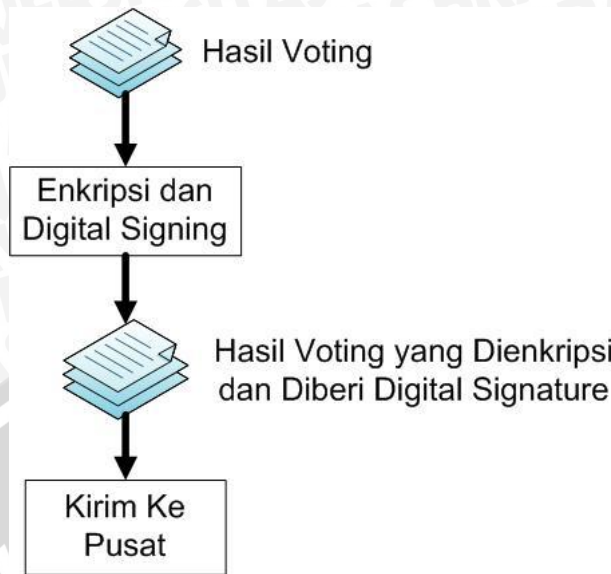 Hasil Voting
Enkripsi dan
Digital Signing
Hasil Voting yang Dienkripsi
dan Diberi Digital Signature
Kirim Ke
Pusat